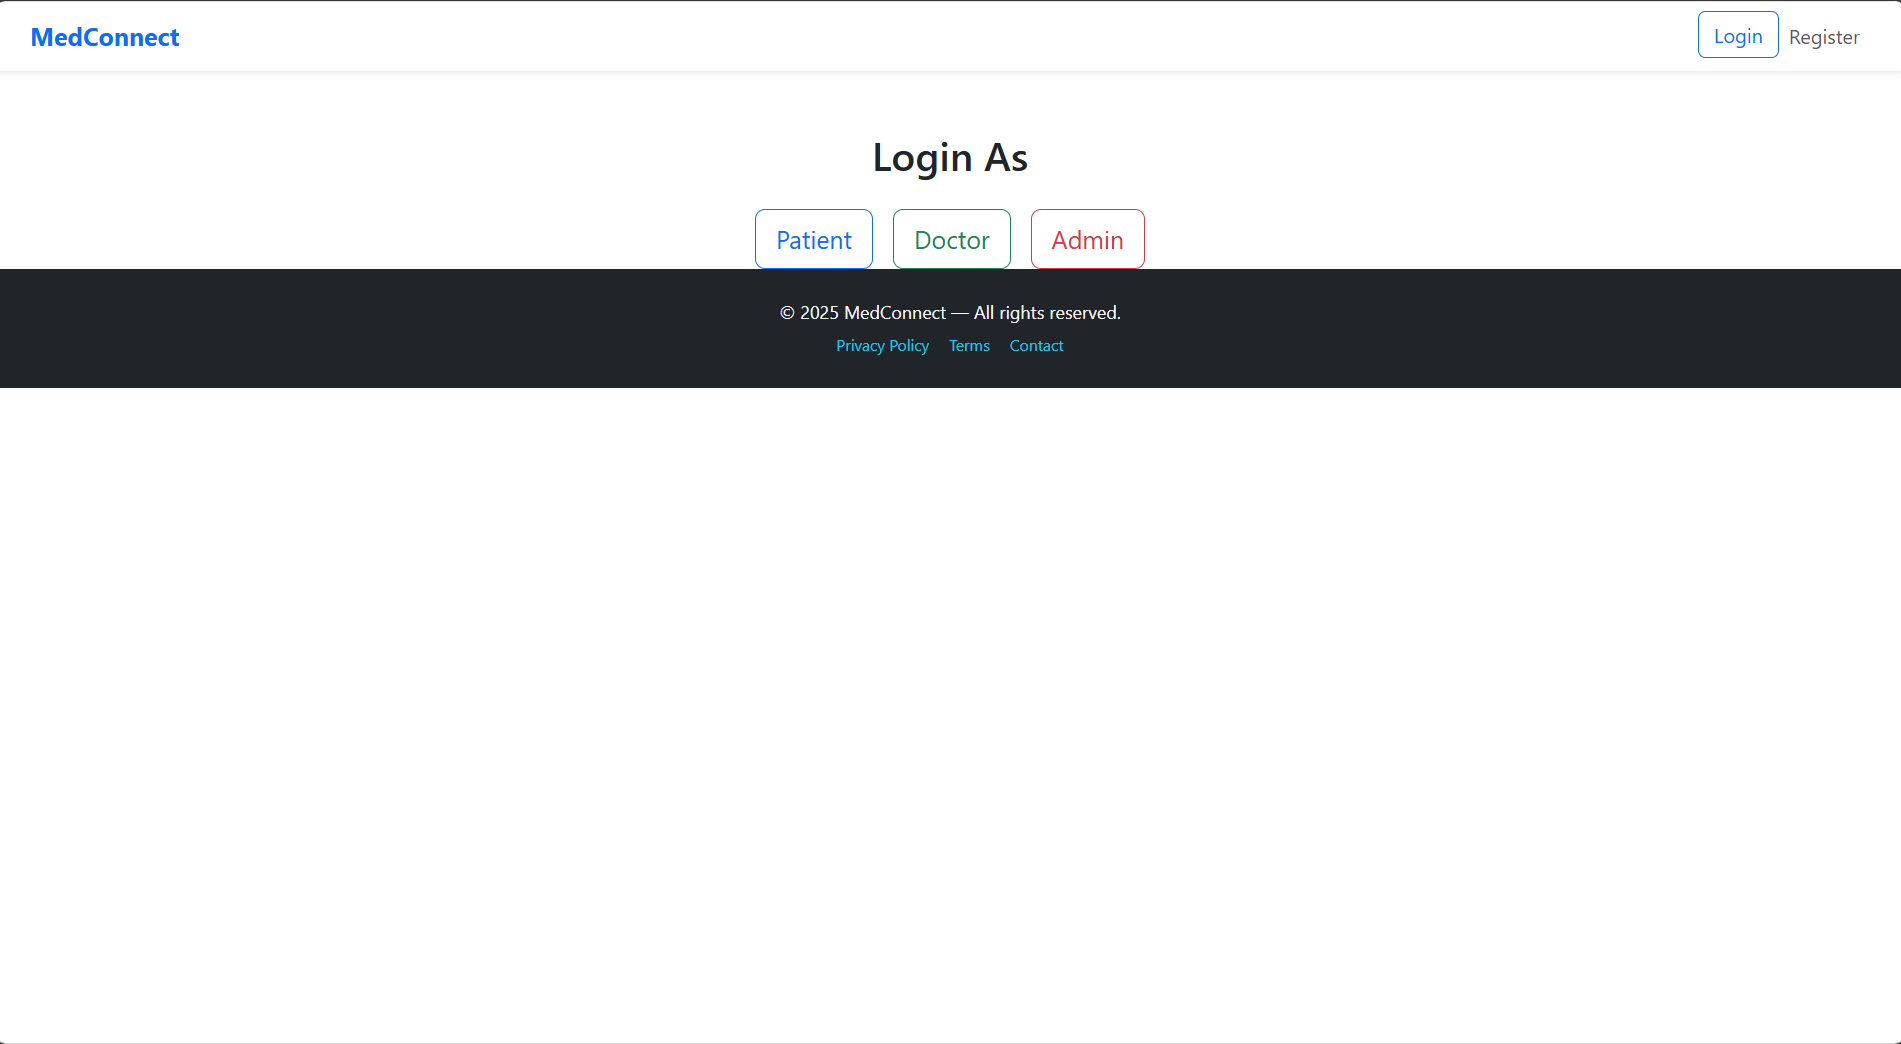 MedConnect
Login Register
Login As
Patient Doctor Admin
© 2025 MedConnect — All rights reserved.
Privacy Policy Terms Contact